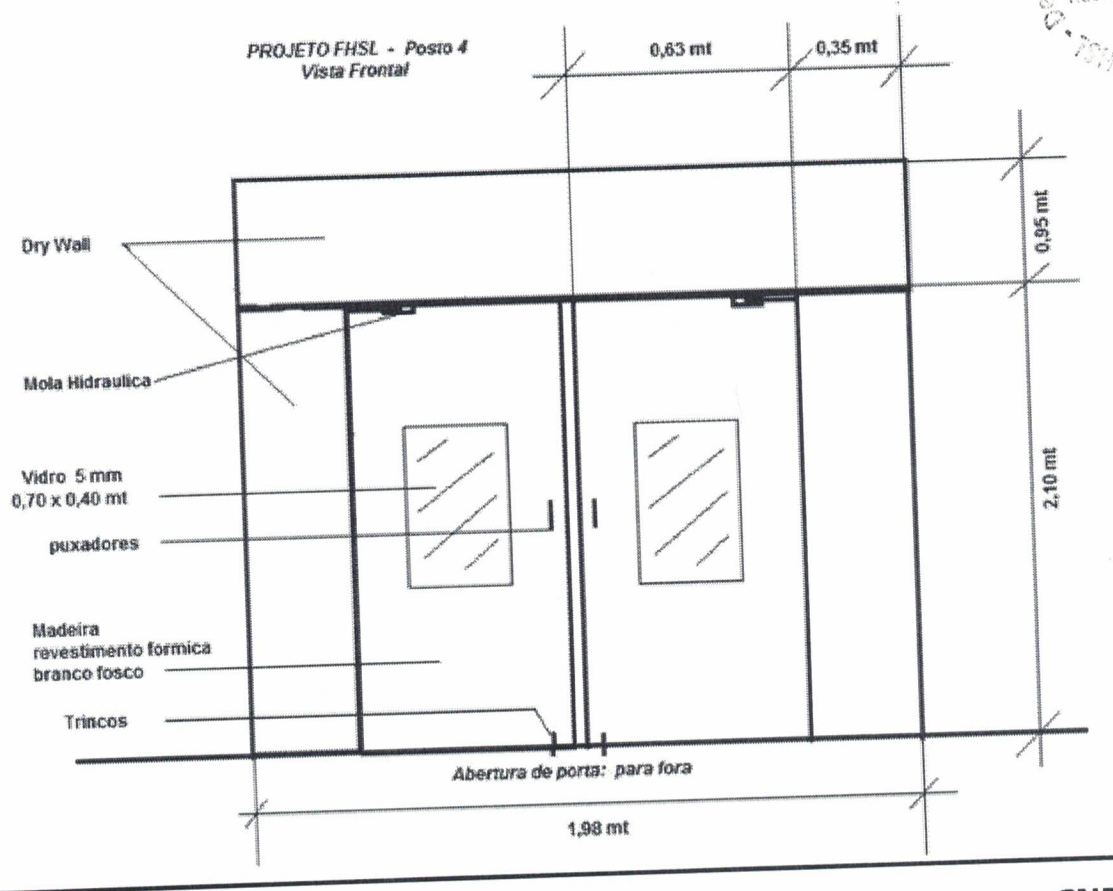 PROJETO FHSL - Posto 4
Vista Frontal
0,63 mt
0,35 mt
Dry Wall
0,95 mt
Mola Hidraulica
Vidro 5 mm
0,70 x 0,40 mt
puxadores
2,10 mt
Madeira
revestimento formica
branco fosco
Trincos
Abertura de porta: para fora
1,98 mt